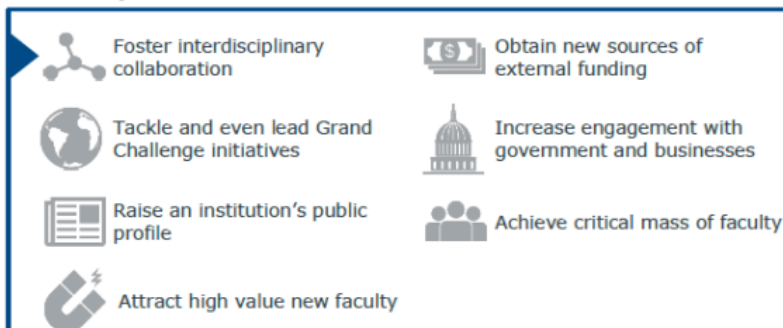 Foster interdisciplinary
collaboration
Tackle and even lead Grand
Challenge initiatives
Raise an institution's public
profile
Attract high value new faculty
Obtain new sources of
external funding
Increase engagement with
government and businesses
Achieve critical mass of faculty